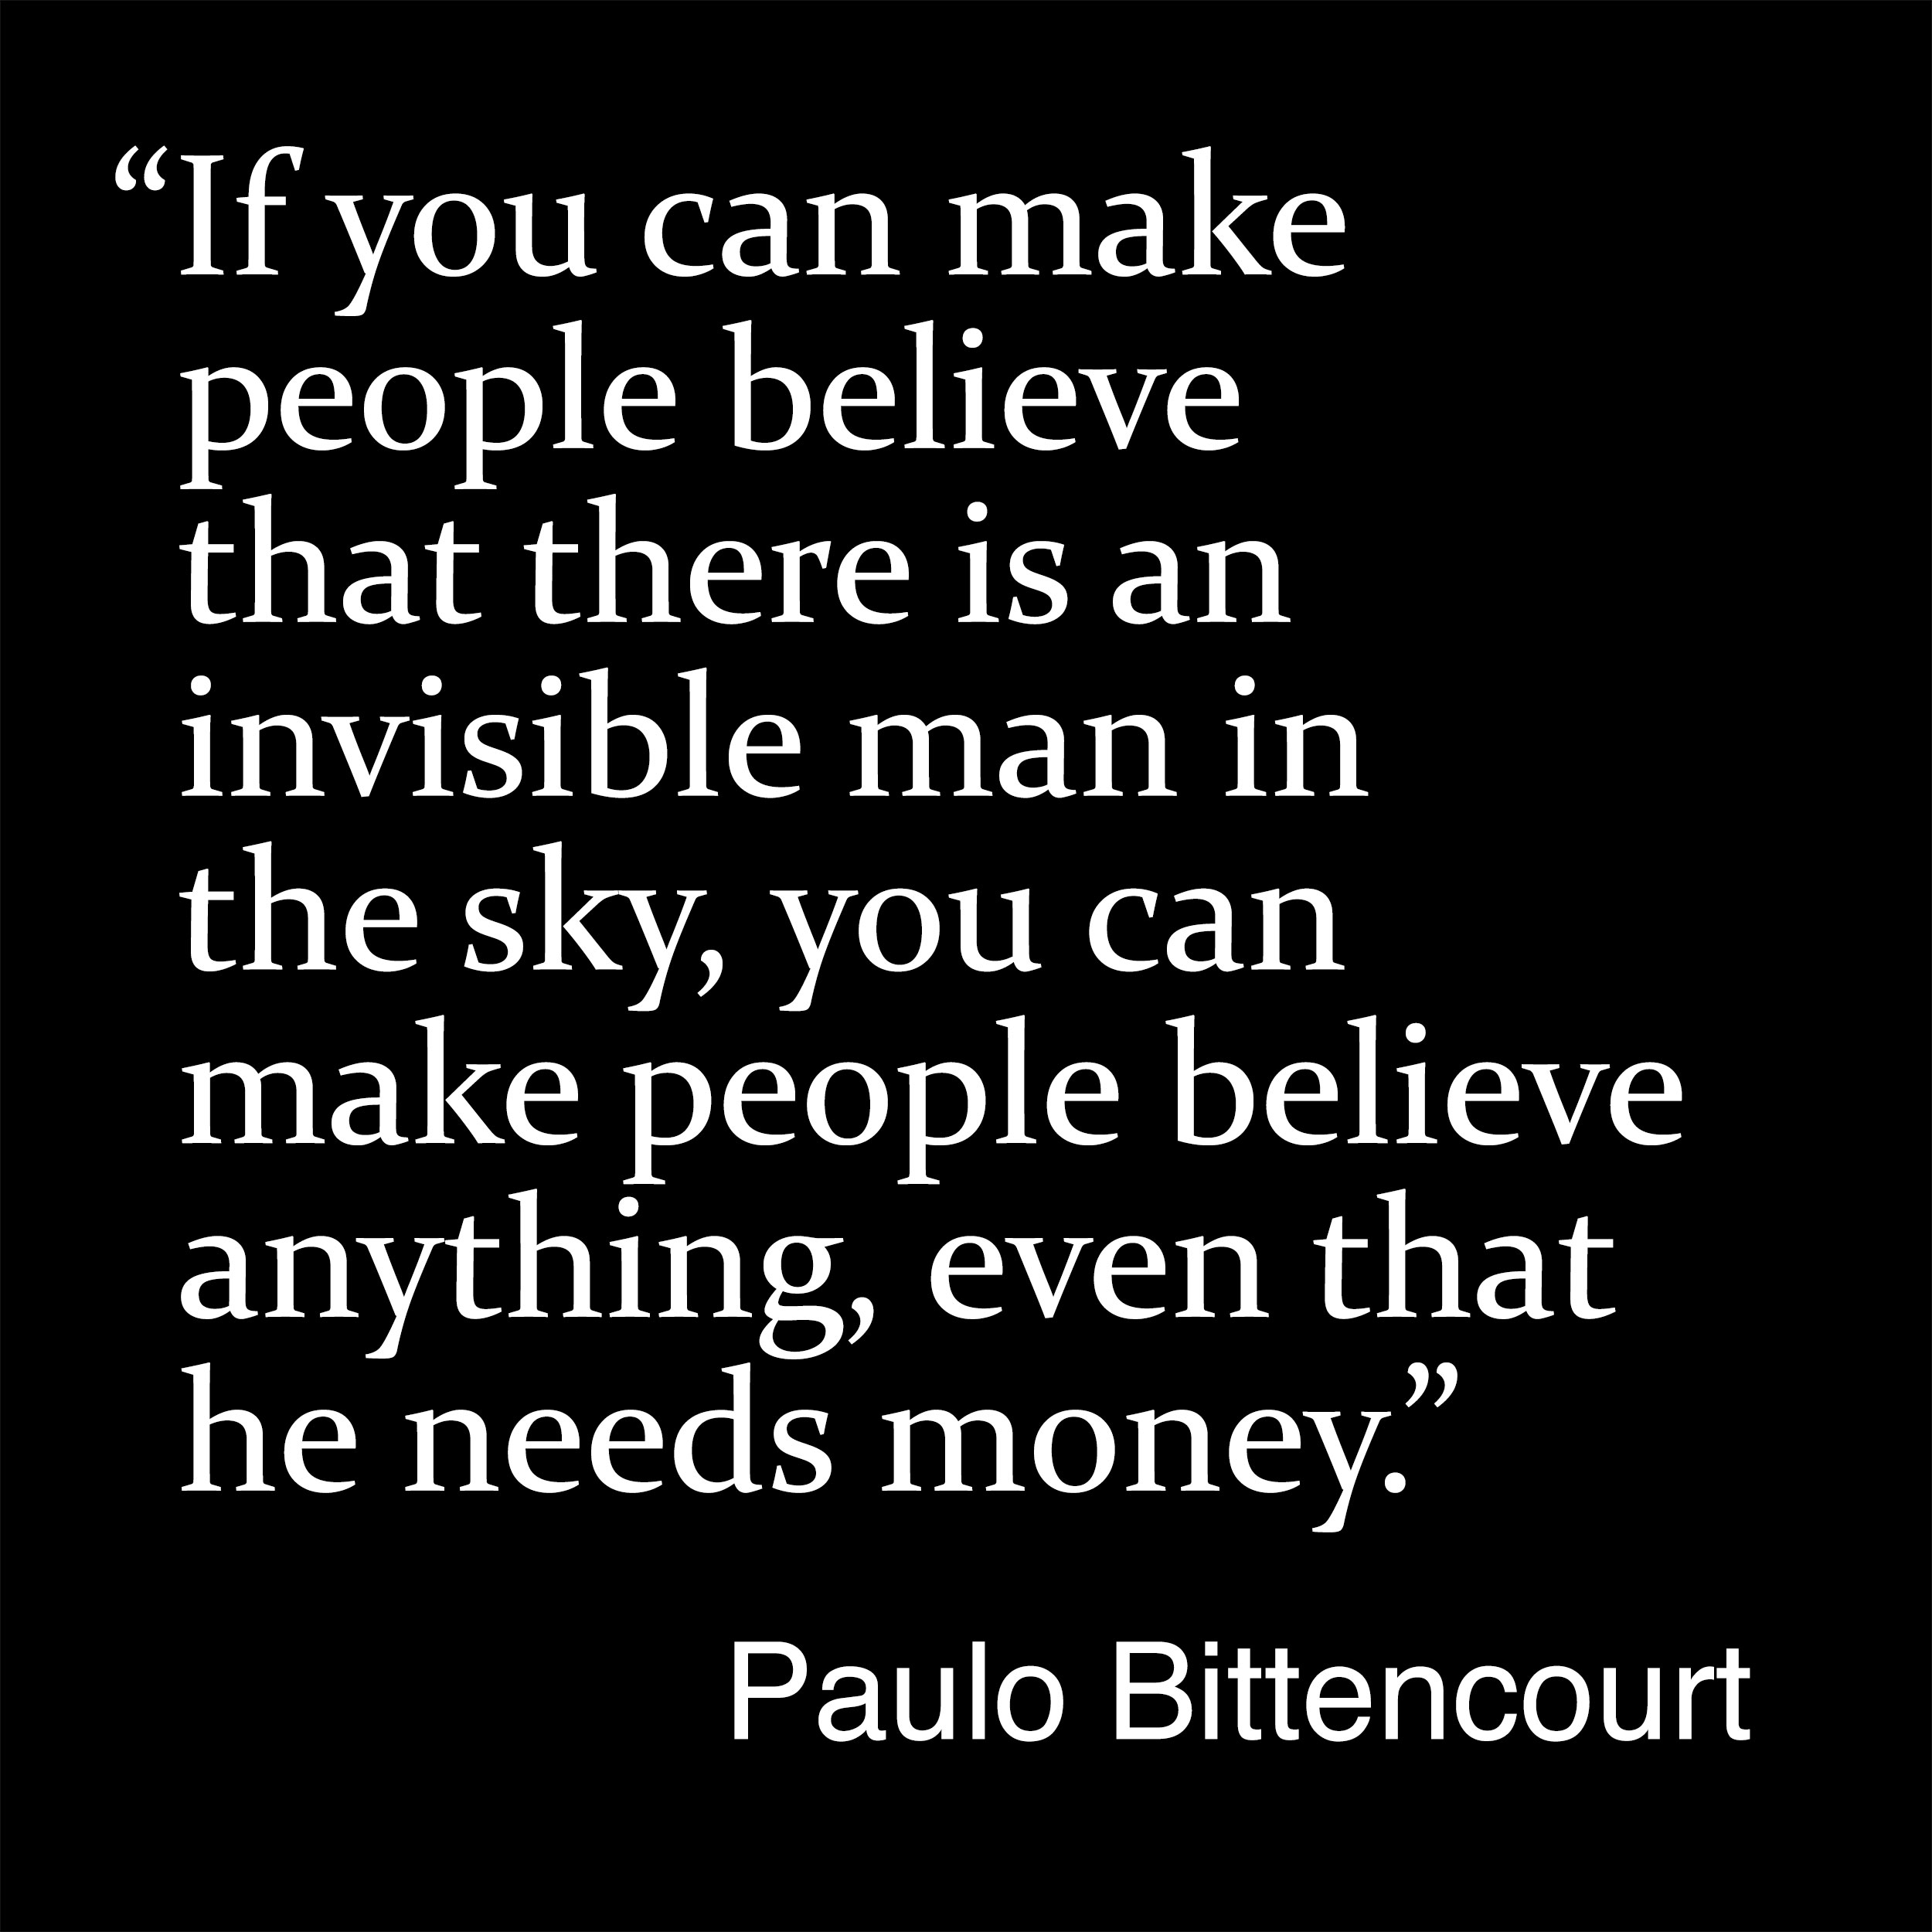 “If you can make
people believe
that there is an
invisible man in
the sky, you can
make people believe
anything, even that
he needs money.”
Paulo Bittencourt